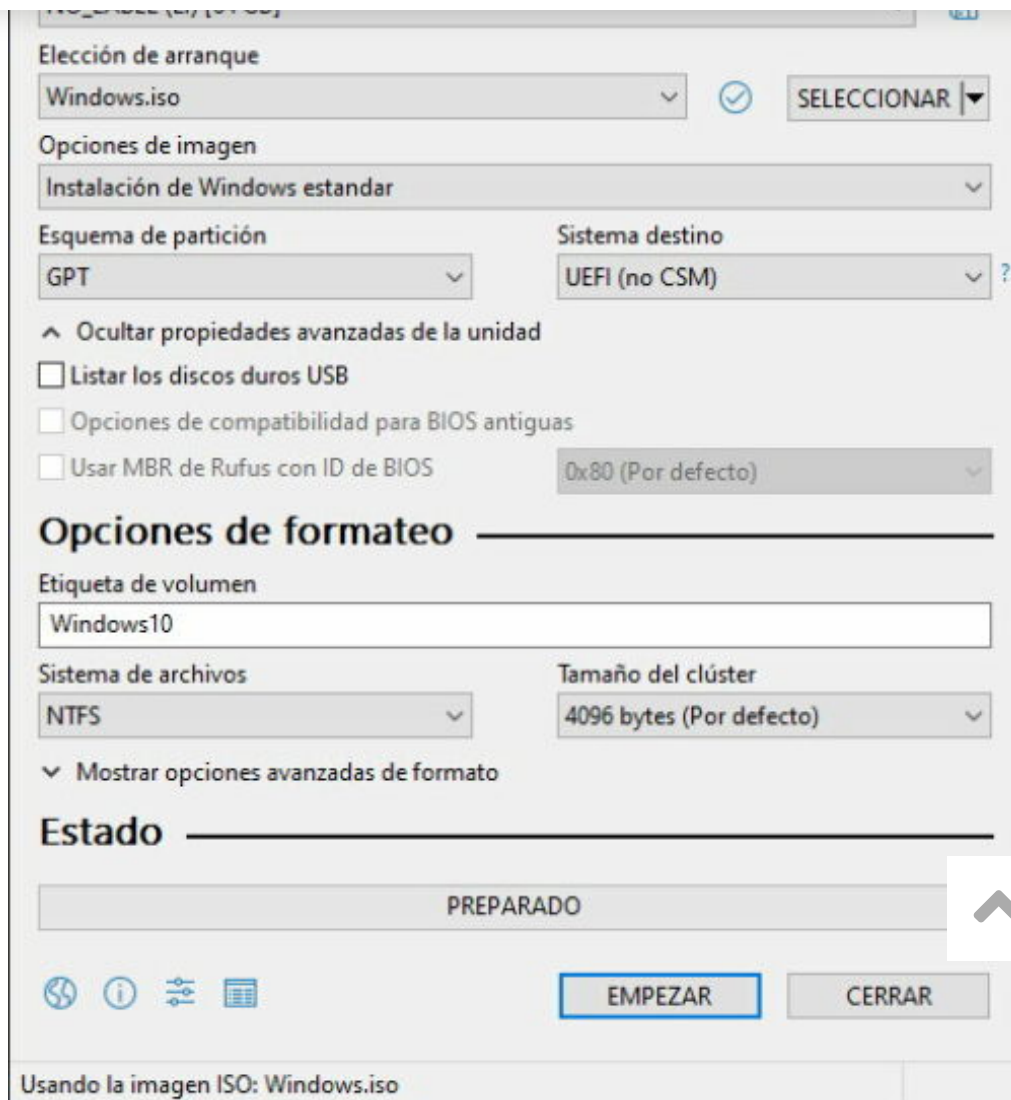 Elección de arranque
Windows.iso SELECCIONAR
Opciones de imagen
Instalación de Windows estandar
Esquema de partición Sistema destino
GPT UEFI (no CSM) ?
Ocultar propiedades avanzadas de la unidad
Listar los discos duros USB
Opciones de compatibilidad para BIOS antiguas
Usar MBR de Rufus con ID de BIOS 0x80 (Por defecto)
Opciones de formateo
Etiqueta de volumen
Windows10
Sistema de archivos Tamaño del clúster
NTFS 4096 bytes (Por defecto)
Mostrar opciones avanzadas de formato
Estado
PREPARADO
EMPEZAR CERRAR
Usando la imagen ISO: Windows.iso